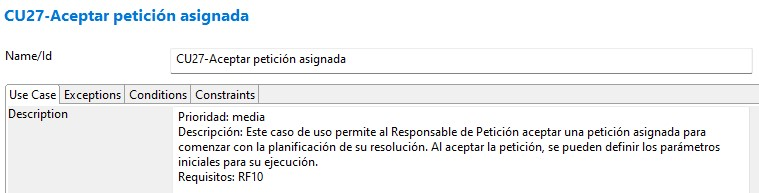 CU27-Aceptar petición asignada
Name/Id
CU27-Aceptar petición asignada
Use Case Exceptions Conditions Constraints
Description
Prioridad: media
Descripción: Este caso de uso permite al Responsable de Petición aceptar una petición asignada para
comenzar con la planificación de su resolución. Al aceptar la petición, se pueden definir los parámetros
iniciales para su ejecución.
Requisitos: RF10